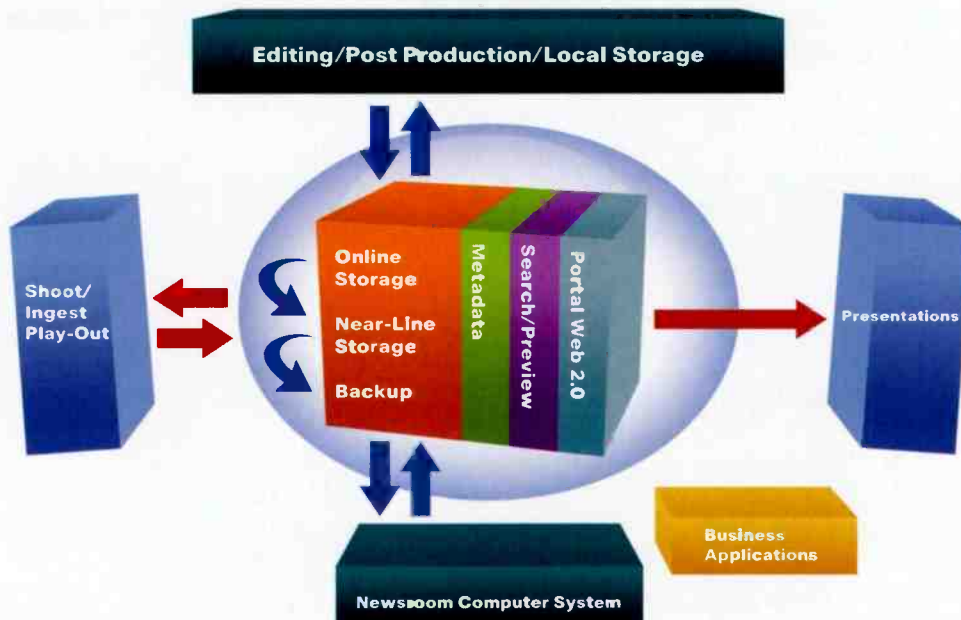 Editing/Post Production/Local Storage
Shoot/
Ingest
Play-Out
Online
Storage
Near-Line
Storage
Backup
Metadata
Search/Preview
Portal Web 2.0
Presentations
Business
Applications
Newsroom Computer System